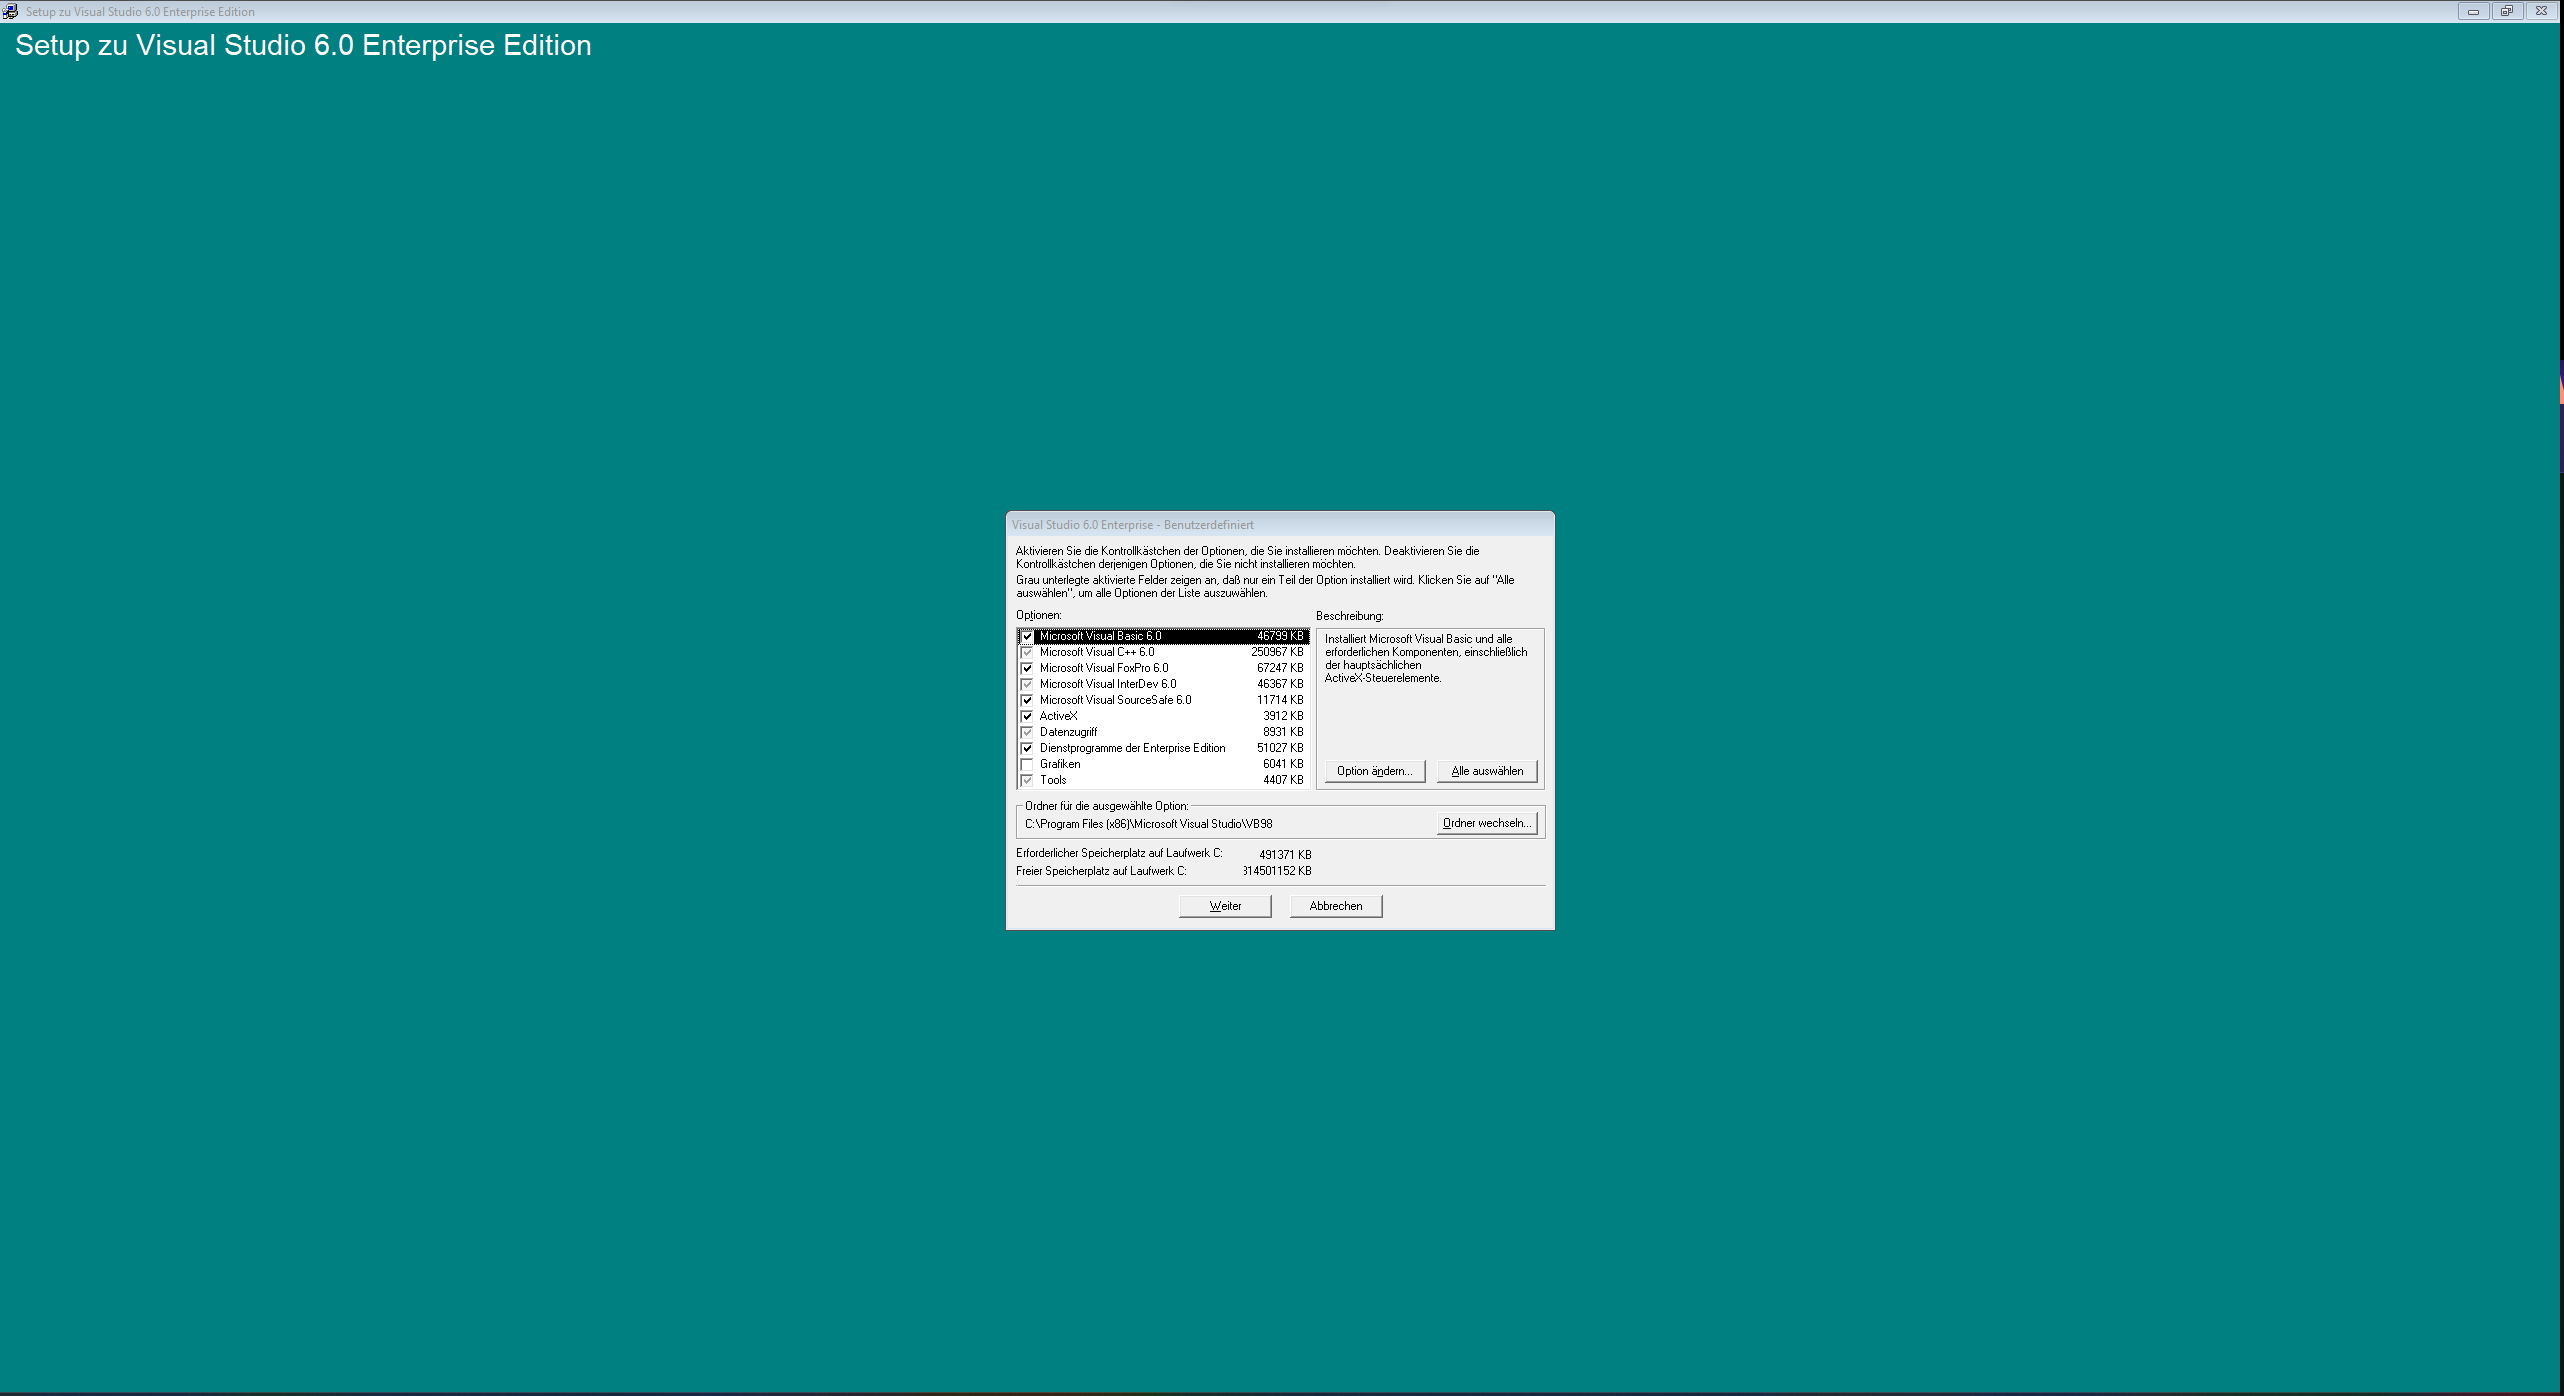 Setup zu Visual Studio 6.0 Enterprise Edition
Setup zu Visual Studio 6.0 Enterprise Edition
Visual Studio 6.0 Enterprise - Benutzerdefiniert
Aktivieren Sie die Kontrollkästchen der Optionen, die Sie installieren möchten. Deaktivieren Sie die
Kontrollkästchen derjenigen Optionen, die Sie nicht installieren möchten.
Grau unterlegte aktivierte Felder zeigen an, daß nur ein Teil der Option installiert wird. Klicken Sie auf "Alle
auswählen", um alle Optionen der Liste auszuwählen.
Optionen:
Microsoft Visual Basic 6.0 46799 KB
Microsoft Visual C++ 6.0 250967 KB
Microsoft Visual FoxPro 6.0 67247 KB
Microsoft Visual InterDev 6.0 46367 KB
Microsoft Visual SourceSafe 6.0 11714 KB
ActiveX 3912 KB
Datenzugriff 8931 KB
Dienstprogramme der Enterprise Edition 51027 KB
Grafiken 6041 KB
Tools 4407 KB
Beschreibung:
Installiert Microsoft Visual Basic und alle
erforderlichen Komponenten, einschließlich
der hauptsächlichen
ActiveX-Steuerelemente.
Option ändern... Alle auswählen
Ordner für die ausgewählte Option:
C:\Program Files (x86)\Microsoft Visual Studio\VB98 Ordner wechseln...
Erforderlicher Speicherplatz auf Laufwerk C: 491371 KB
Freier Speicherplatz auf Laufwerk C: 314501152 KB
Weiter Abbrechen